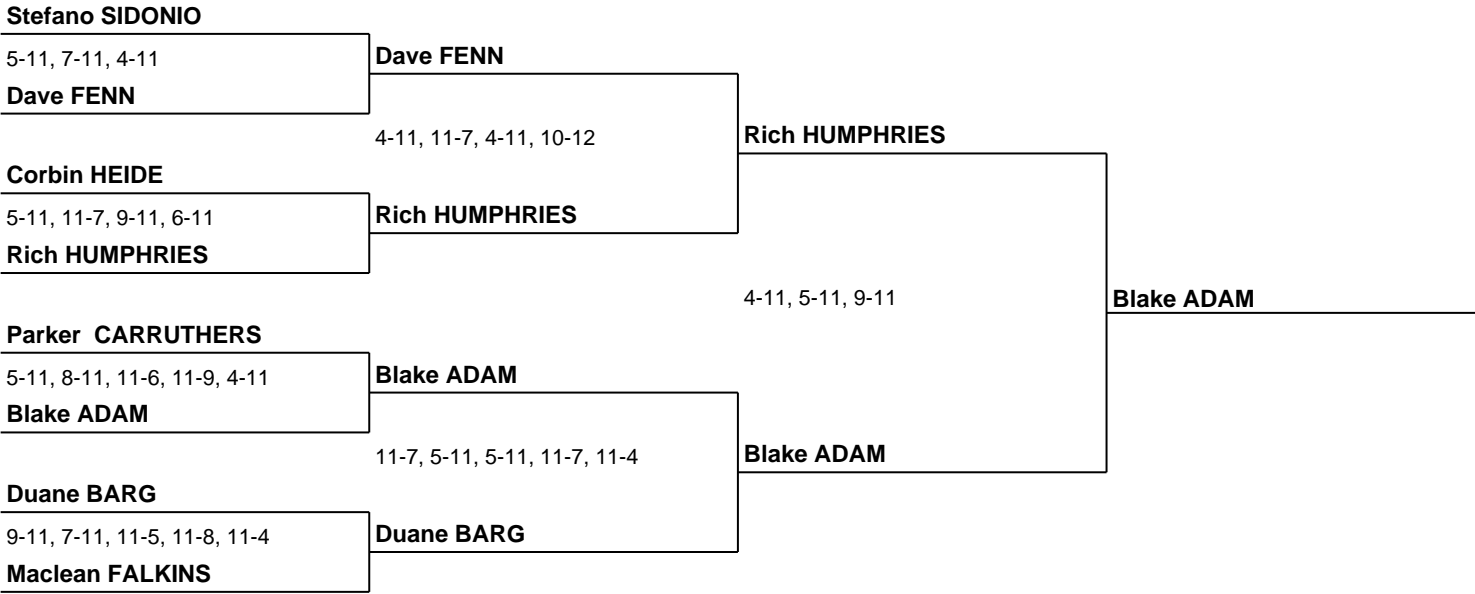 Stefano SIDONIO
5-11, 7-11, 4-11
Dave FENN
Dave FENN
4-11, 11-7, 4-11, 10-12
Rich HUMPHRIES
Corbin HEIDE
5-11, 11-7, 9-11, 6-11
Rich HUMPHRIES
Rich HUMPHRIES
4-11, 5-11, 9-11
Blake ADAM
Parker  CARRUTHERS
5-11, 8-11, 11-6, 11-9, 4-11
Blake ADAM
Blake ADAM
11-7, 5-11, 5-11, 11-7, 11-4
Blake ADAM
Duane BARG
9-11, 7-11, 11-5, 11-8, 11-4
Duane BARG
Maclean FALKINS